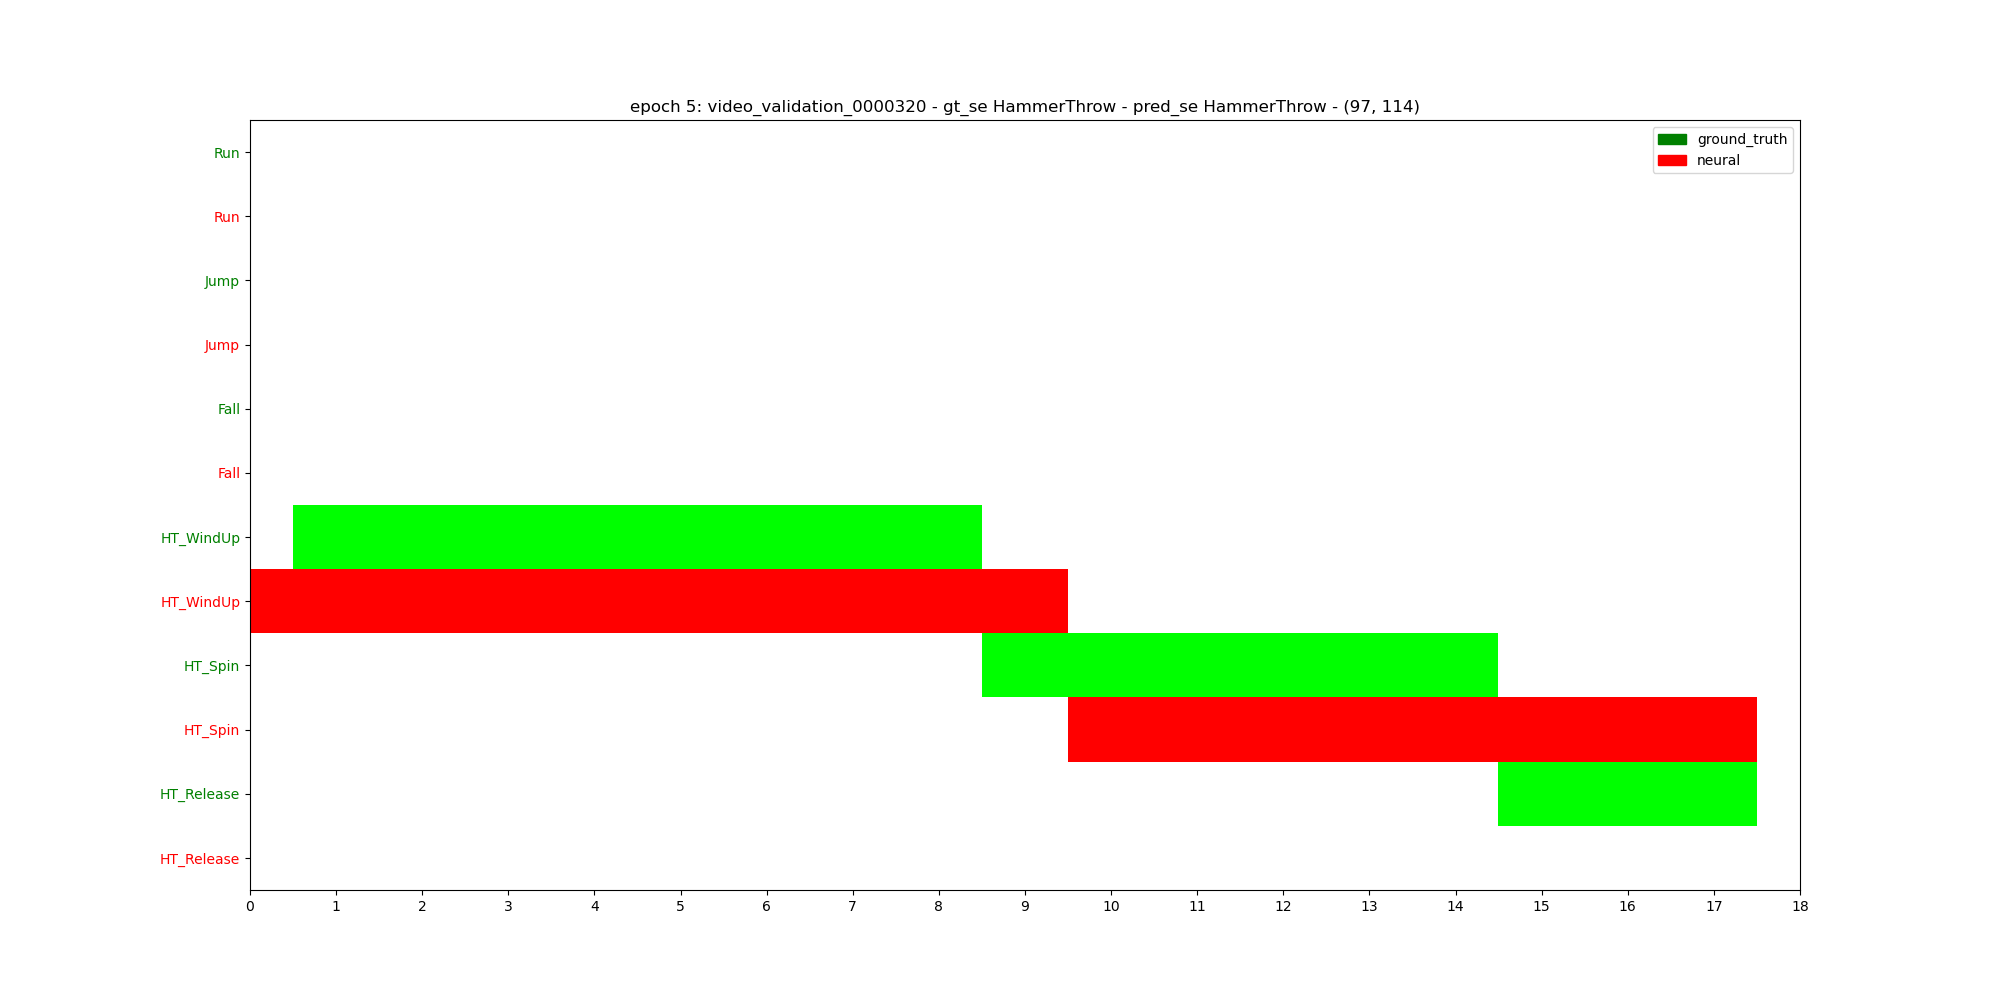 epoch 5: video_validation_0000320 - gt_se HammerThrow - pred_se HammerThrow - (97, 114)
ground_truth
neural
Run
Run
Jump
Jump
Fall
Fall
HT_WindUp
HT_WindUp
HT_Spin
HT_Spin
HT_Release
HT_Release
0 1 2 3 4 5 6 7 8 9 10 11 12 13 14 15 16 17 18